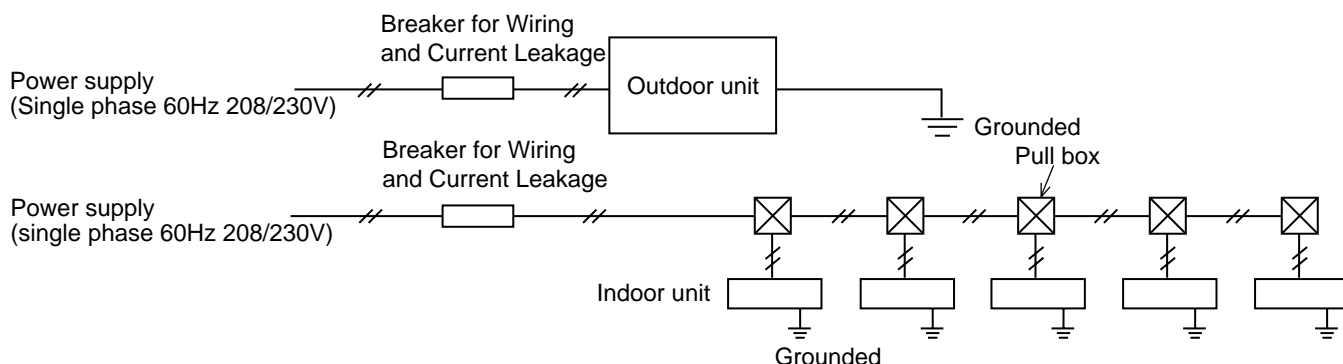 Breaker for Wiring
and Current Leakage
Power supply
(Single phase 60Hz 208/230V)
Outdoor unit
Grounded
Pull box
Breaker for Wiring
and Current Leakage
Power supply
(single phase 60Hz 208/230V)
Indoor unit
Grounded